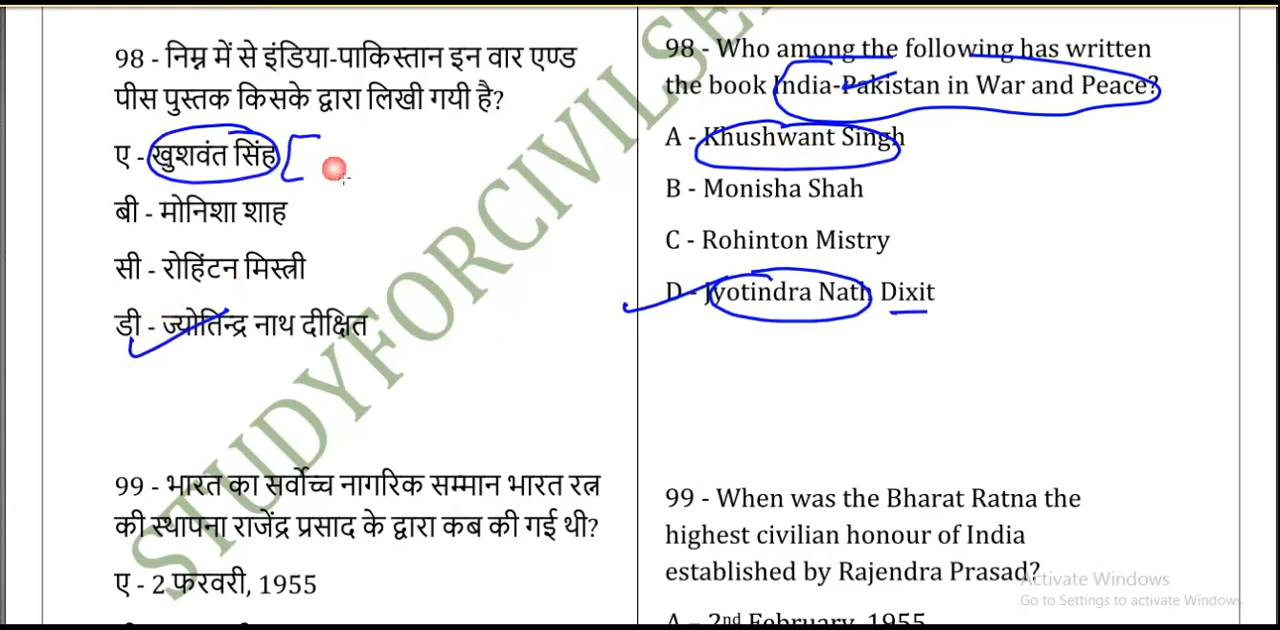 98 - निम्न में से इंडिया-पाकिस्तान इन वार एण्ड
पीस पुस्तक किसके द्वारा लिखी गयी है?
ए - खुशवंत सिंह
बी - मोनिशा शाह
सी - रोहिंटन मिस्त्री
डी - ज्योतिन्द्र नाथ दीक्षित
99 - भारत का सर्वोच्च नागरिक सम्मान भारत रत्न
की स्थापना राजेंद्र प्रसाद के द्वारा कब की गई थी?
ए - 2 फरवरी, 1955
98 - Who among the following has written
the book India-Pakistan in War and Peace?
A - Khushwant Singh
B - Monisha Shah
C - Rohinton Mistry
D - Jyotindra Nath Dixit
99 - When was the Bharat Ratna the
highest civilian honour of India
established by Rajendra Prasad?
A - 2nd February, 1955
STUDYFORCIVILSE
Activate Windows
Go to Settings to activate Windows.